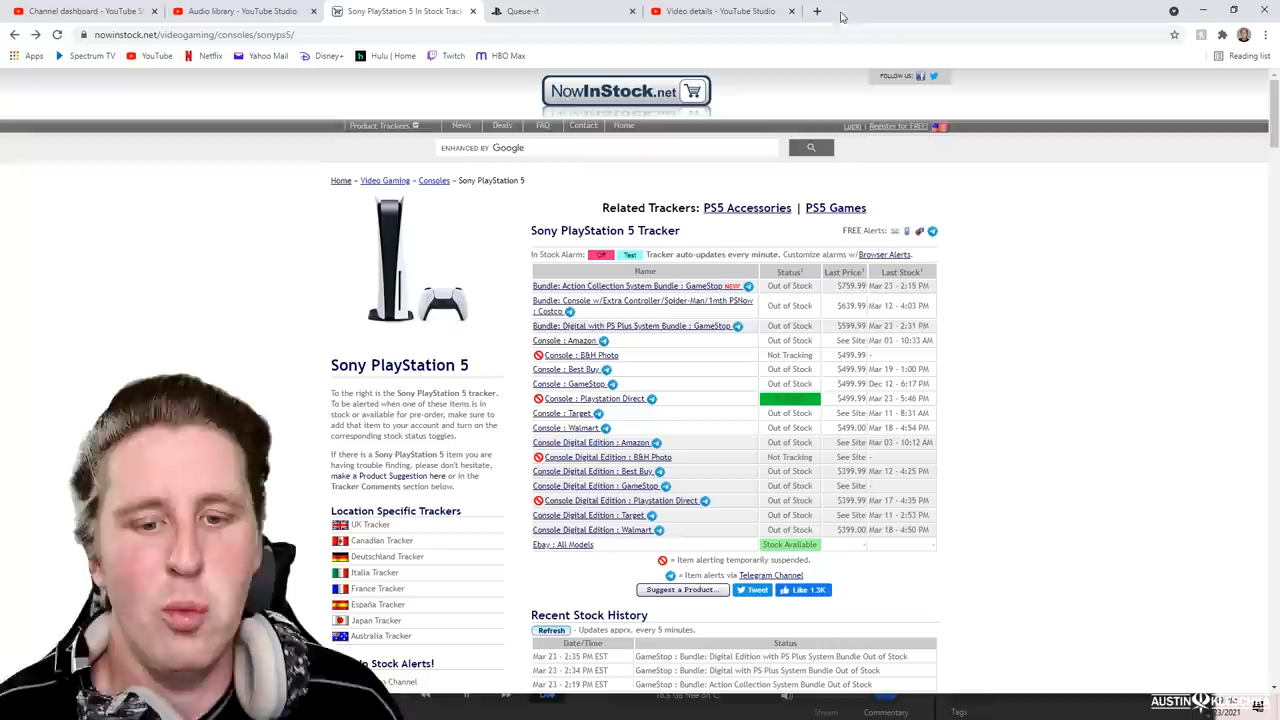 Channel dashboard - YouTube S
Audio library - YouTube Studio
Sony PlayStation 5 In Stock Track
Queue-it
Video details - YouTube Studio
nowinstock.net/videogaming/consoles/sonyps5/
Apps
Spectrum TV
YouTube
Netflix
Yahoo Mail
Disney+
Hulu | Home
Twitch
HBO Max
Reading list
NowInStock.net
FOLLOW US:
Product Trackers
News
Deals
FAQ
Contact
Home
Login | Register for FREE!
ENHANCED BY Google
Home – Video Gaming – Consoles – Sony PlayStation 5
Related Trackers: PS5 Accessories | PS5 Games
Sony PlayStation 5 Tracker
FREE Alerts:
In Stock Alarm: Off Test Tracker auto-updates every minute. Customize alarms w/Browser Alerts.
Name Status¹ Last Price¹ Last Stock¹
Bundle: Action Collection System Bundle : GameStop NEW! Out of Stock $759.99 Mar 23 - 2:15 PM
Bundle: Console w/Extra Controller/Spider-Man/1mth PSNow
: Costco Out of Stock $639.99 Mar 12 - 4:03 PM
Bundle: Digital with PS Plus System Bundle : GameStop Out of Stock $599.99 Mar 23 - 2:31 PM
Console : Amazon Out of Stock See Site Mar 03 - 10:33 AM
Console : B&H Photo Not Tracking $499.99 -
Console : Best Buy Out of Stock $499.99 Mar 19 - 1:00 PM
Console : GameStop Out of Stock $499.99 Dec 12 - 6:17 PM
Console : Playstation Direct $499.99 Mar 23 - 5:46 PM
Console : Target Out of Stock See Site Mar 11 - 8:31 AM
Console : Walmart Out of Stock $499.00 Mar 18 - 4:54 PM
Console Digital Edition : Amazon Out of Stock See Site Mar 03 - 10:12 AM
Console Digital Edition : B&H Photo Not Tracking See Site -
Console Digital Edition : Best Buy Out of Stock $399.99 Mar 12 - 4:25 PM
Console Digital Edition : GameStop Out of Stock See Site -
Console Digital Edition : Playstation Direct Out of Stock $399.99 Mar 17 - 4:35 PM
Console Digital Edition : Target Out of Stock See Site Mar 11 - 2:53 PM
Console Digital Edition : Walmart Out of Stock $399.00 Mar 18 - 4:50 PM
Ebay : All Models Stock Available - -
= Item alerting temporarily suspended.
= Item alerts via Telegram Channel
Suggest a Product...
Tweet
Like 1.3K
Recent Stock History
Refresh - Updates apprx. every 5 minutes.
Date/Time Status
Mar 23 - 2:35 PM EST GameStop : Bundle: Digital Edition with PS Plus System Bundle Out of Stock
Mar 23 - 2:34 PM EST GameStop : Bundle: Digital with PS Plus System Bundle Out of Stock
Mar 23 - 2:19 PM EST GameStop : Bundle: Action Collection System Bundle Out of Stock
Sony PlayStation 5
To the right is the Sony PlayStation 5 tracker.
To be alerted when one of these items is in
stock or available for pre-order, make sure to
add that item to your account and turn on the
corresponding stock status toggles.
If there is a Sony PlayStation 5 item you are
having trouble finding, please don't hesitate,
make a Product Suggestion here or in the
Tracker Comments section below.
Location Specific Trackers
UK Tracker
Canadian Tracker
Deutschland Tracker
Italia Tracker
France Tracker
España Tracker
Japan Tracker
Australia Tracker
Stock Alerts!
Channel
Live
Stream
Commentary
Tags
AUSTIN
23/2021